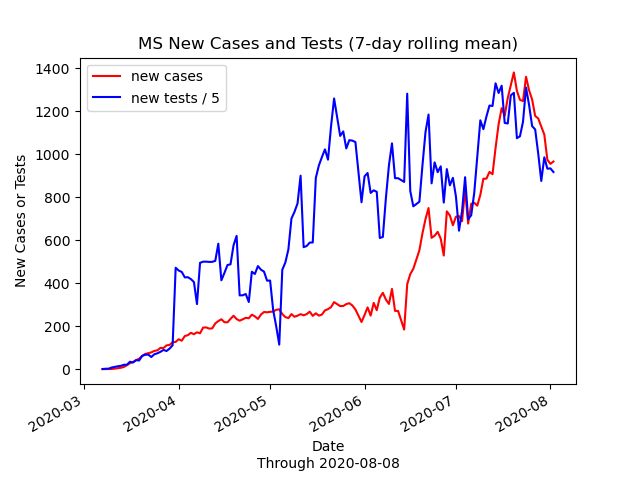 MS New Cases and Tests (7-day rolling mean)
new cases
new tests / 5
New Cases or Tests
1400
1200
1000
800
600
400
200
0
2020-03
2020-04
2020-05
2020-06
2020-07
2020-08
Date
Through 2020-08-08